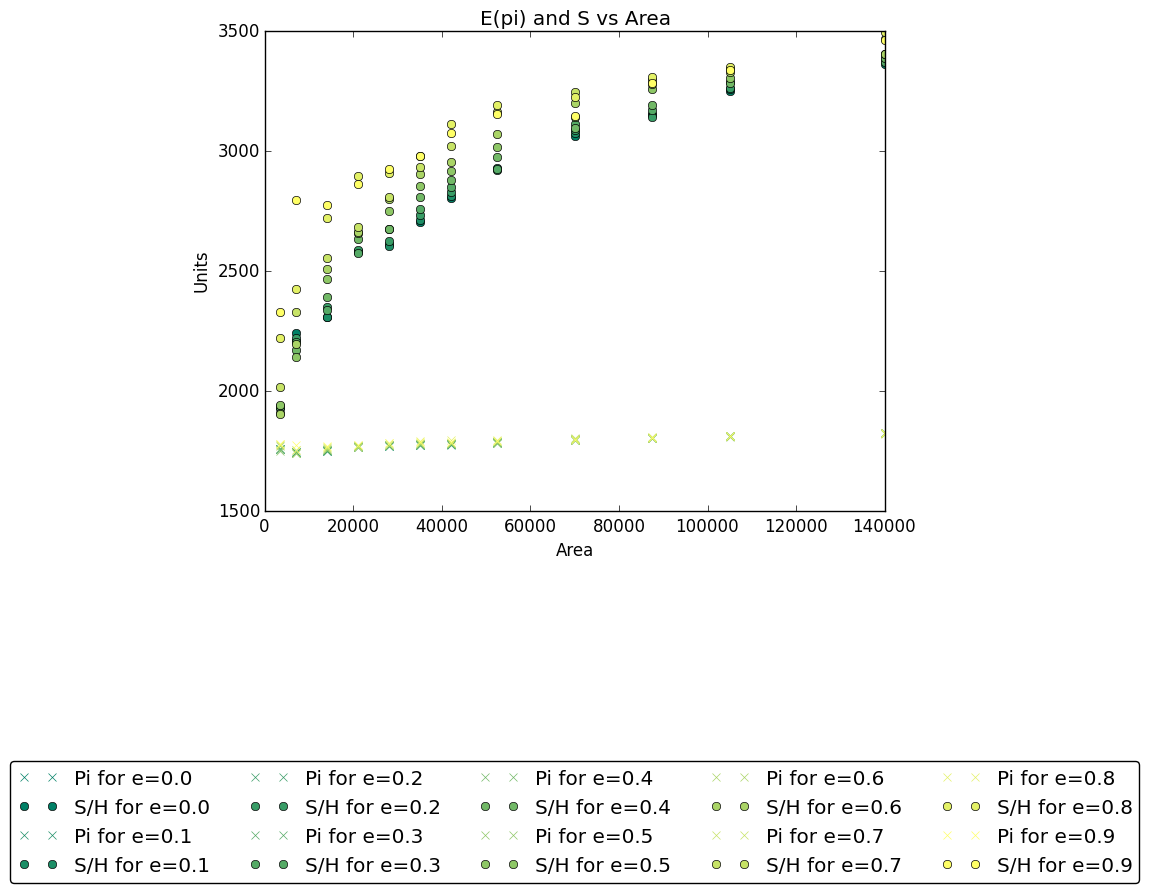 E(pi) and S vs Area
3500
3000
2500
2000
1500
Units
0 20000 40000 60000 80000 100000 120000 140000
Area
Pi for e=0.0 Pi for e=0.2 Pi for e=0.4 Pi for e=0.6 Pi for e=0.8
S/H for e=0.0 S/H for e=0.2 S/H for e=0.4 S/H for e=0.6 S/H for e=0.8
Pi for e=0.1 Pi for e=0.3 Pi for e=0.5 Pi for e=0.7 Pi for e=0.9
S/H for e=0.1 S/H for e=0.3 S/H for e=0.5 S/H for e=0.7 S/H for e=0.9